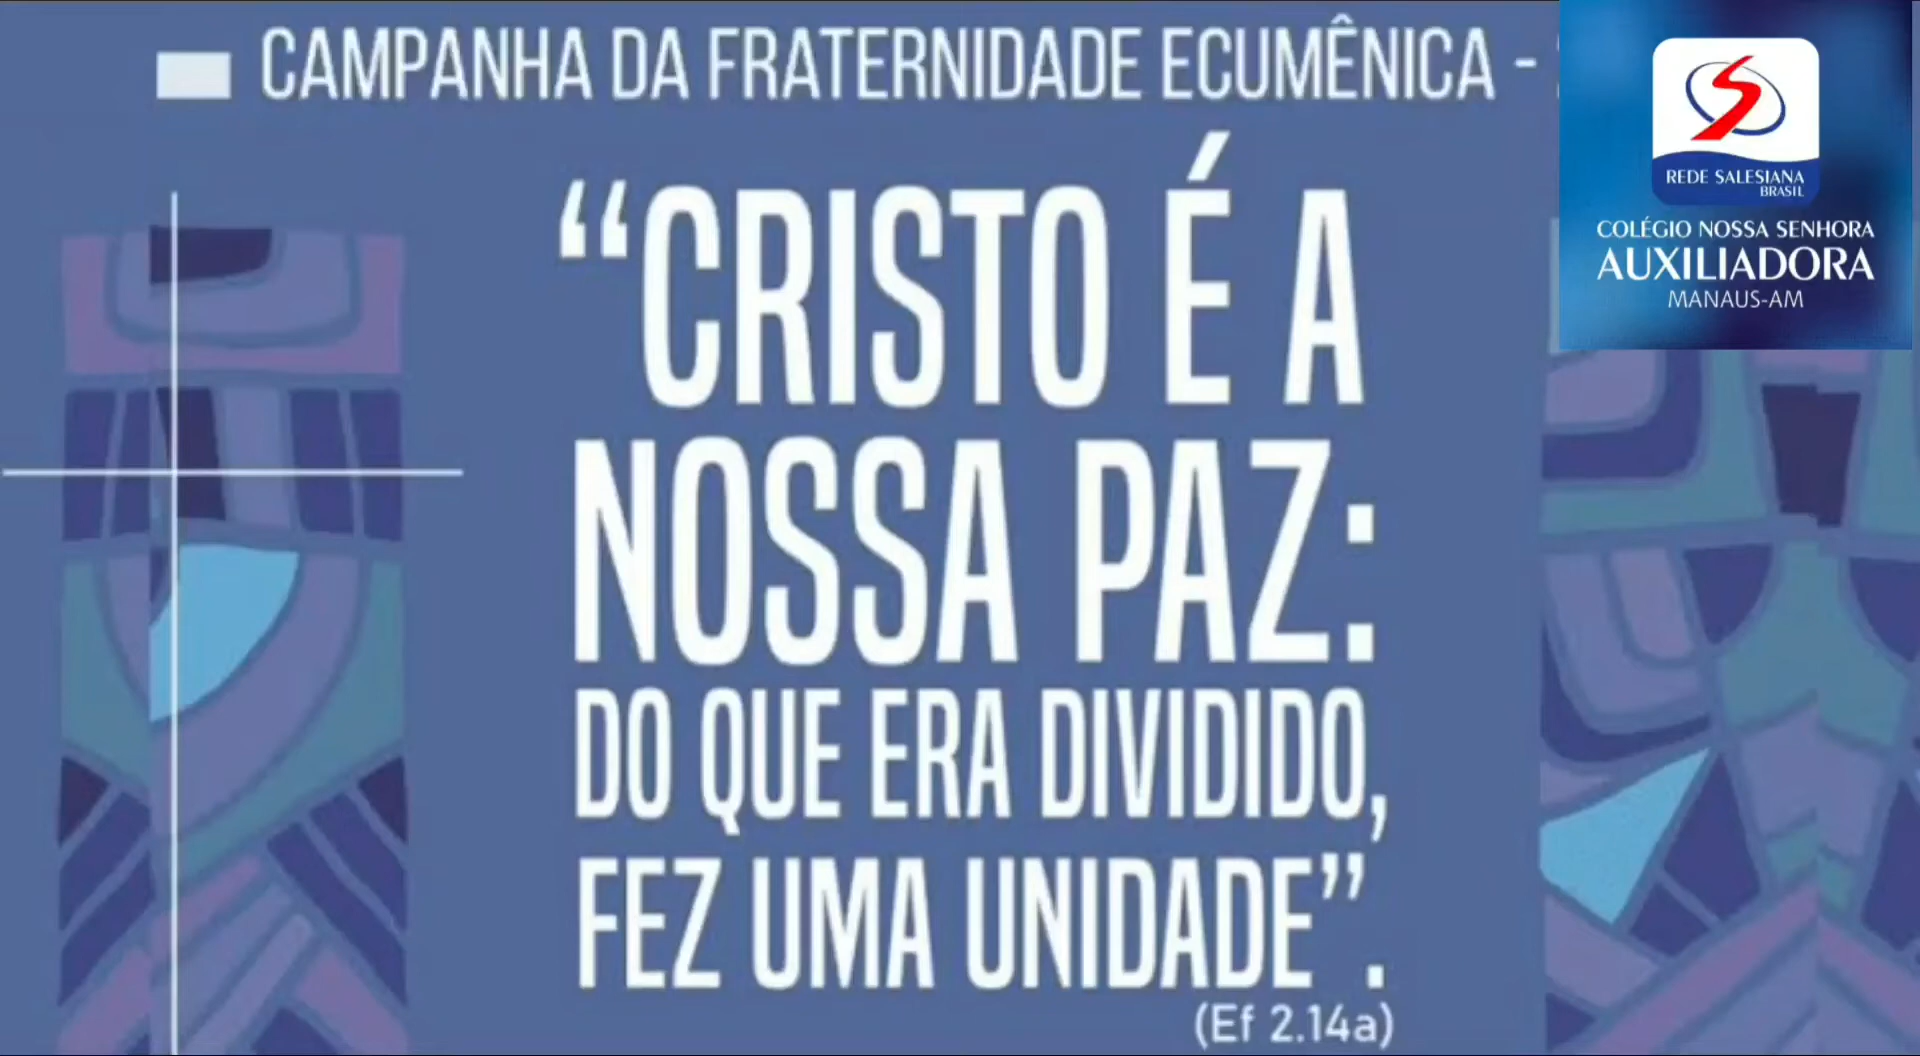 CAMPANHA DA FRATERNIDADE ECUMÊNICA -
“CRISTO É A
NOSSA PAZ:
DO QUE ERA DIVIDIDO,
FEZ UMA UNIDADE”.
(Ef 2.14a)
REDE SALESIANA
BRASIL
COLÉGIO NOSSA SENHORA
AUXILIADORA
MANAUS-AM